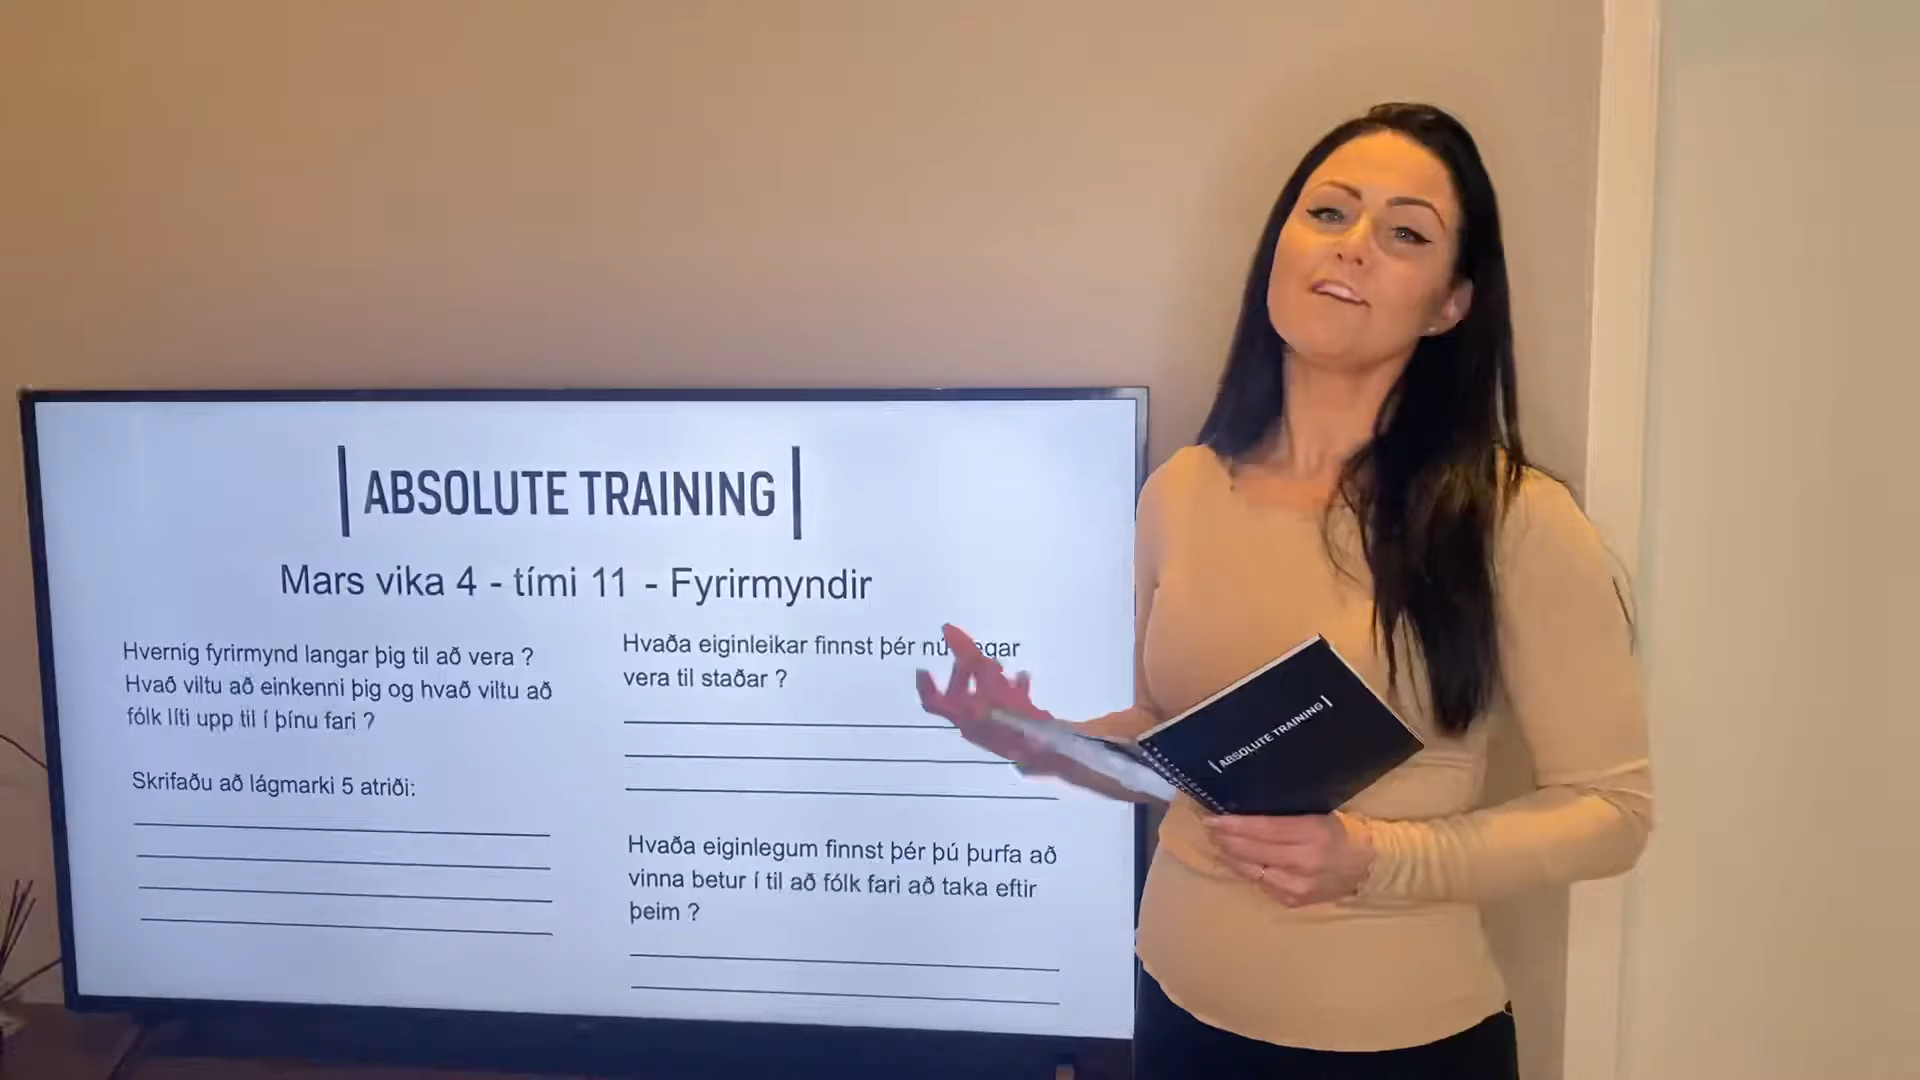 ABSOLUTE TRAINING
Mars vika 4 - tími 11 - Fyrirmyndir
Hvernig fyrirmynd langar þig til að vera ?
Hvað viltu að einkenni þig og hvað viltu að
fólk líti upp til í þínu fari ?
Skrifaðu að lágmarki 5 atriði:
Hvaða eiginleikar finnst þér
vera til staðar ?
Hvaða eiginlegum finnst þér þú þurfa að
vinna betur í til að fólk fari að taka eftir
þeim ?
ABSOLUTE TRAINING